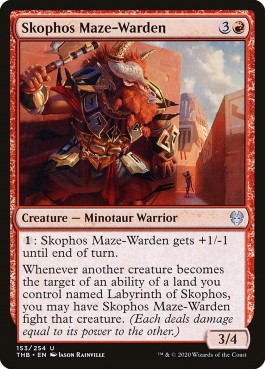 Skophos Maze-Warden 3
Creature — Minotaur Warrior
1: Skophos Maze-Warden gets +1/-1
until end of turn.
Whenever another creature becomes
the target of an ability of a land you
control named Labyrinth of Skophos,
you may have Skophos Maze-Warden
fight that creature. (Each deals damage
equal to its power to the other.)
3/4
153/254 U
THB • EN JASON RAINVILLE
™ & © 2020 Wizards of the Coast